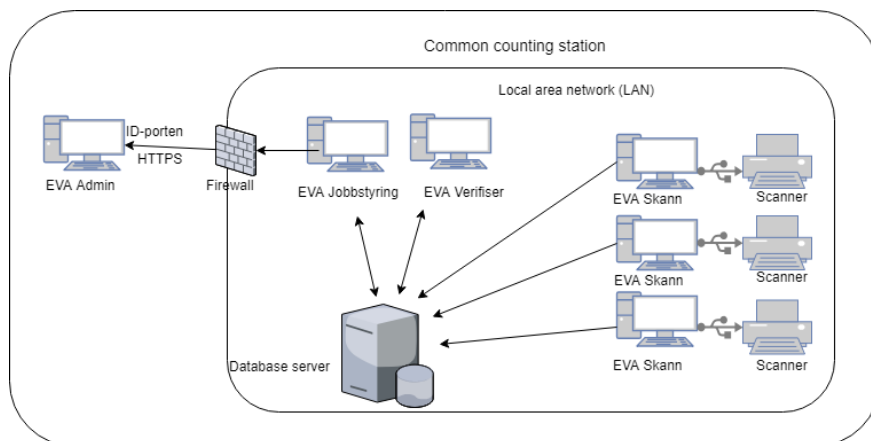 Common counting station
Local area network (LAN)
ID-porten
HTTPS
EVA Admin
Firewall
EVA Jobbstyring
EVA Verifiser
EVA Skann
Scanner
EVA Skann
Scanner
EVA Skann
Scanner
Database server